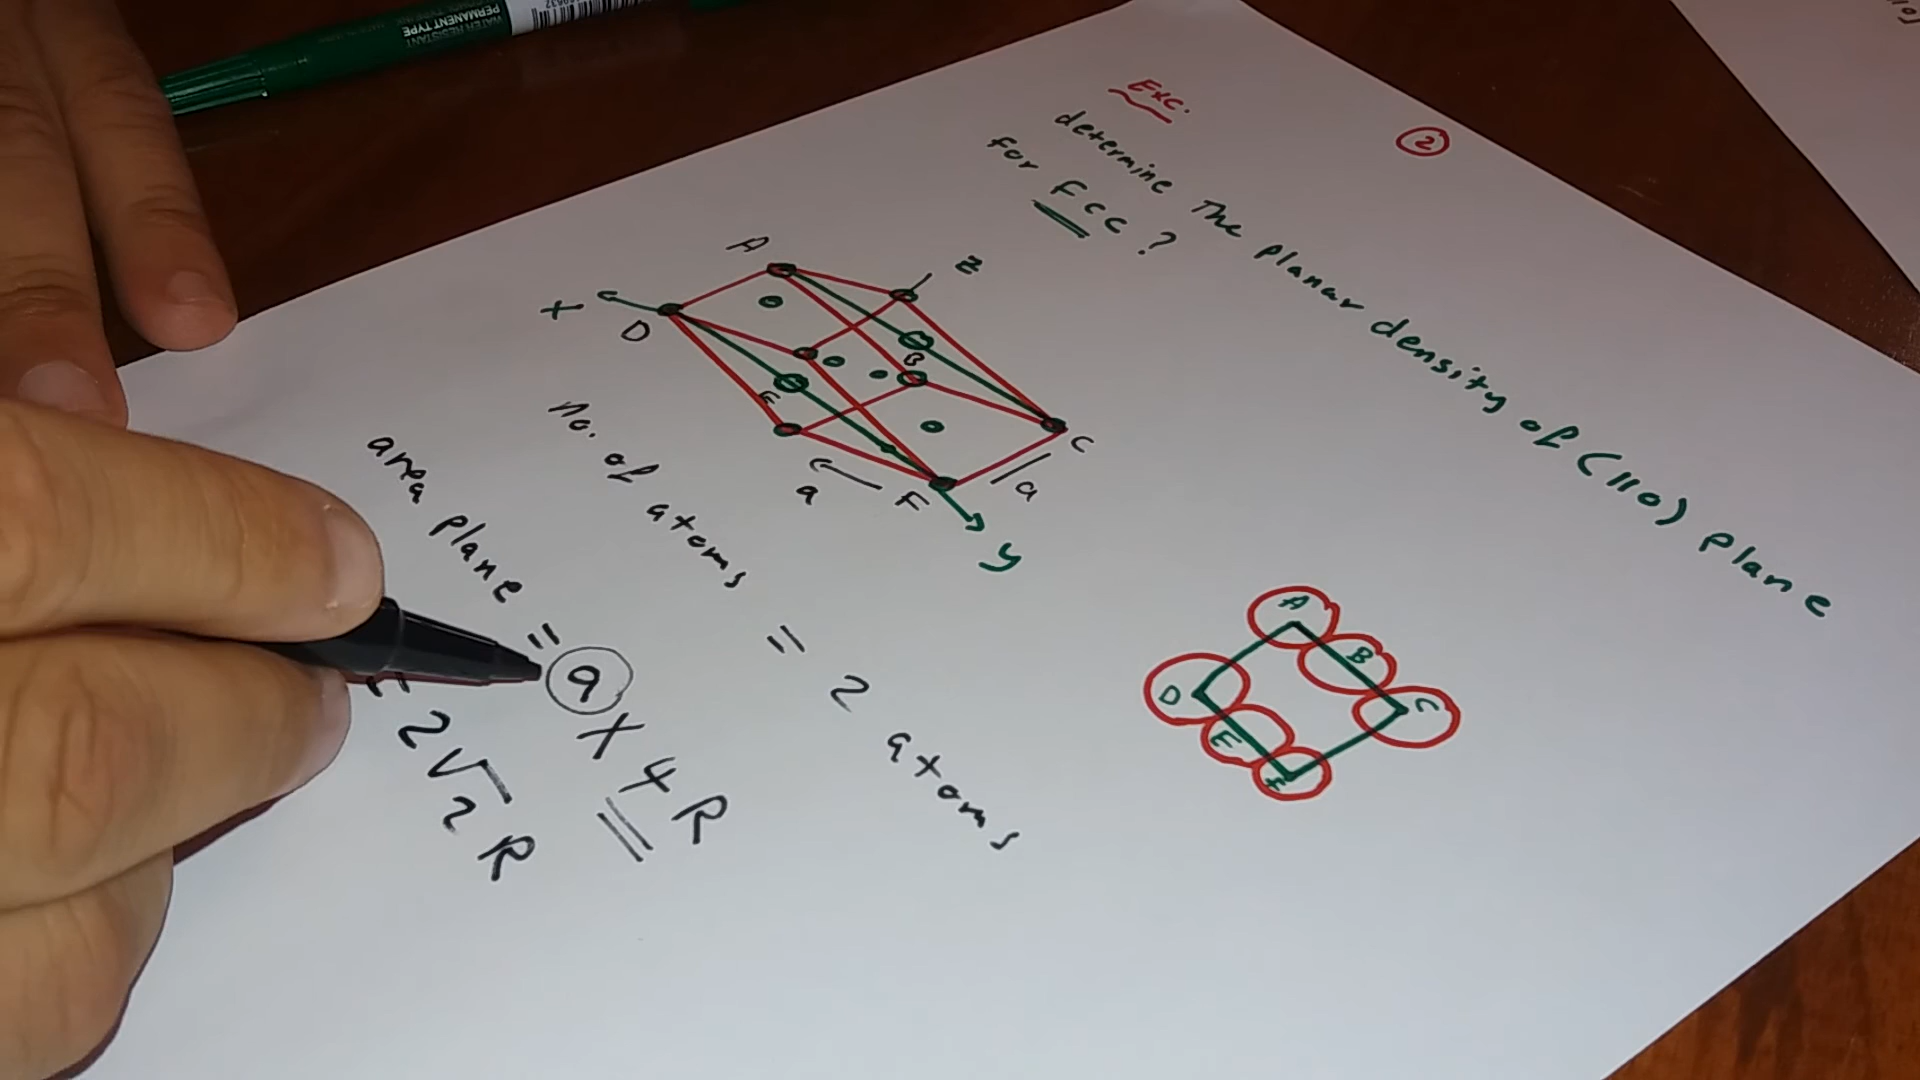 Exc.
②
determine The planar density of (110) plane
for FCC ?
A
z
X
D
B
E
C
a
a
F
y
A
B
D
C
E
F
no. of atoms = 2 atoms
area plane = a X 4R
= 2√2 R
WATER RESISTANT
PERMANENT TYPE